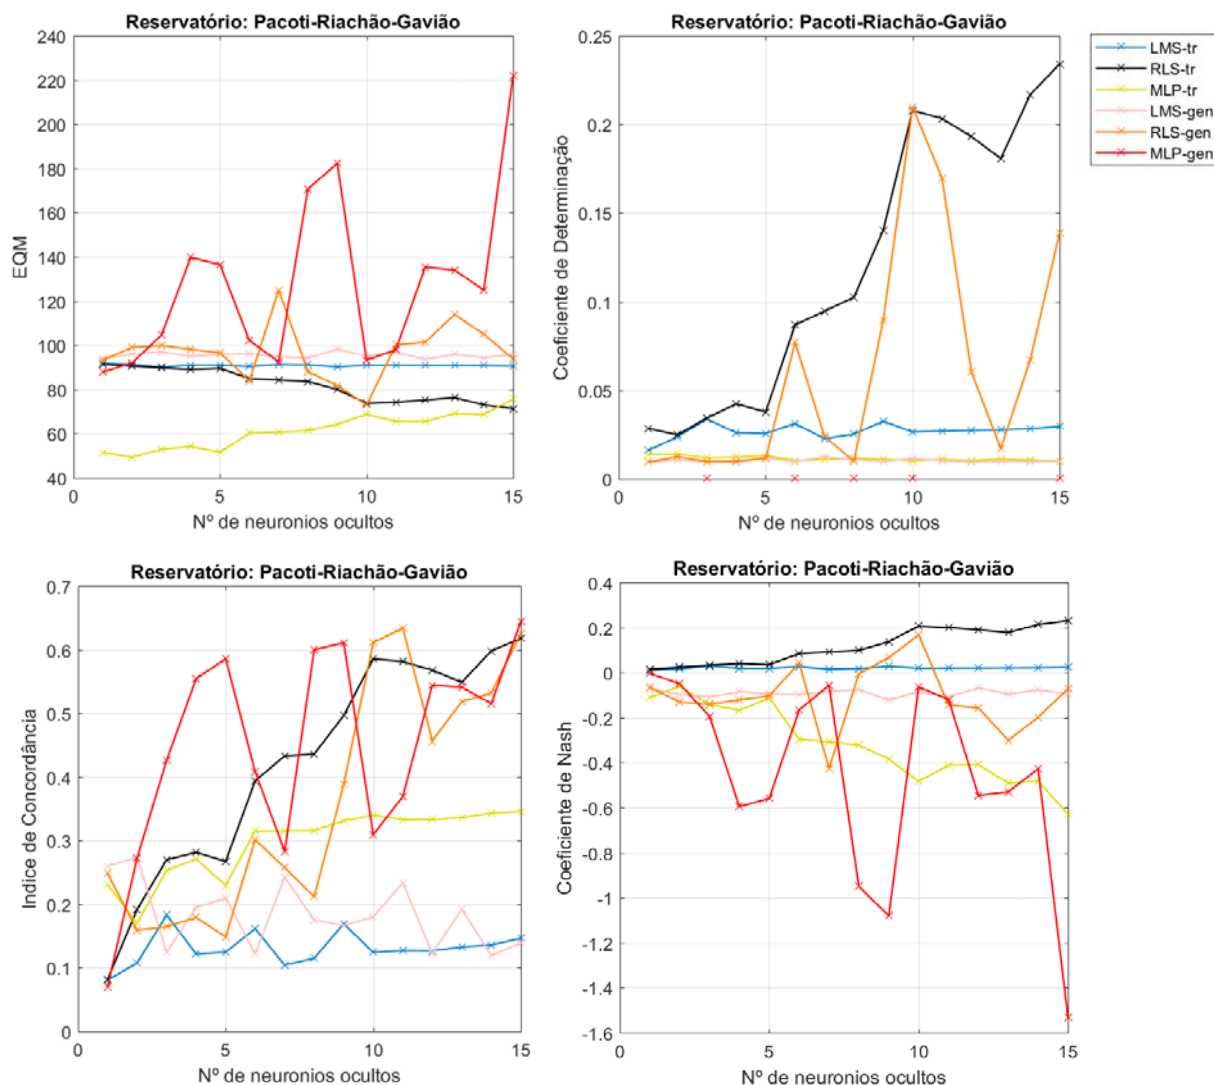 Reservatório: Pacoti-Riachão-Gavião
240
220
200
180
160
140
120
100
80
60
40
EQM
0
5
10
15
Nº de neuronios ocultos
Reservatório: Pacoti-Riachão-Gavião
0.25
0.2
0.15
0.1
0.05
0
Coeficiente de Determinação
0
5
10
15
Nº de neuronios ocultos
LMS-tr
RLS-tr
MLP-tr
LMS-gen
RLS-gen
MLP-gen
Reservatório: Pacoti-Riachão-Gavião
0.7
0.6
0.5
0.4
0.3
0.2
0.1
0
Indice de Concordância
0
5
10
15
Nº de neuronios ocultos
Reservatório: Pacoti-Riachão-Gavião
0.4
0.2
0
-0.2
-0.4
-0.6
-0.8
-1
-1.2
-1.4
-1.6
Coeficiente de Nash
0
5
10
15
Nº de neuronios ocultos